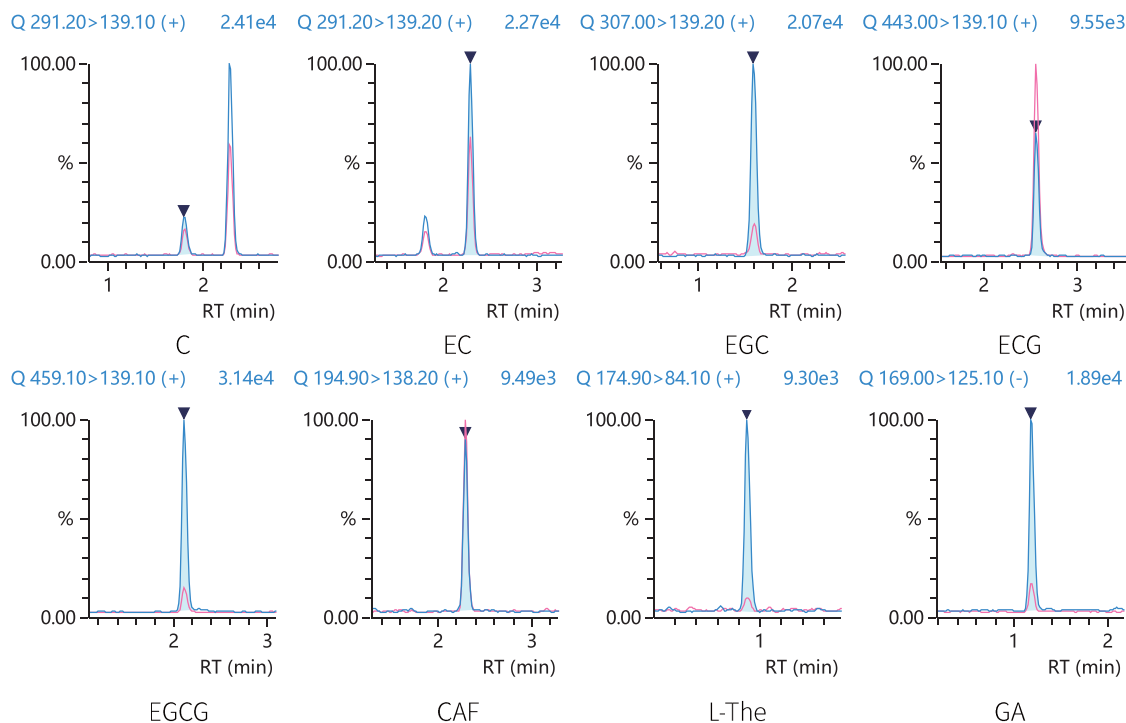 Q 291.20>139.10 (+) 2.41e4 Q 291.20>139.20 (+) 2.27e4 Q 307.00>139.20 (+) 2.07e4 Q 443.00>139.10 (+) 9.55e3
100.00 100.00 100.00 100.00
% % % %
0.00 0.00 0.00 0.00
1 2 2 3 1 2 2 3
RT (min) RT (min) RT (min) RT (min)
C EC EGC ECG
Q 459.10>139.10 (+) 3.14e4 Q 194.90>138.20 (+) 9.49e3 Q 174.90>84.10 (+) 9.30e3 Q 169.00>125.10 (-) 1.89e4
100.00 100.00 100.00 100.00
% % % %
0.00 0.00 0.00 0.00
2 3 2 3 1 1 2
RT (min) RT (min) RT (min) RT (min)
EGCG CAF L-The GA